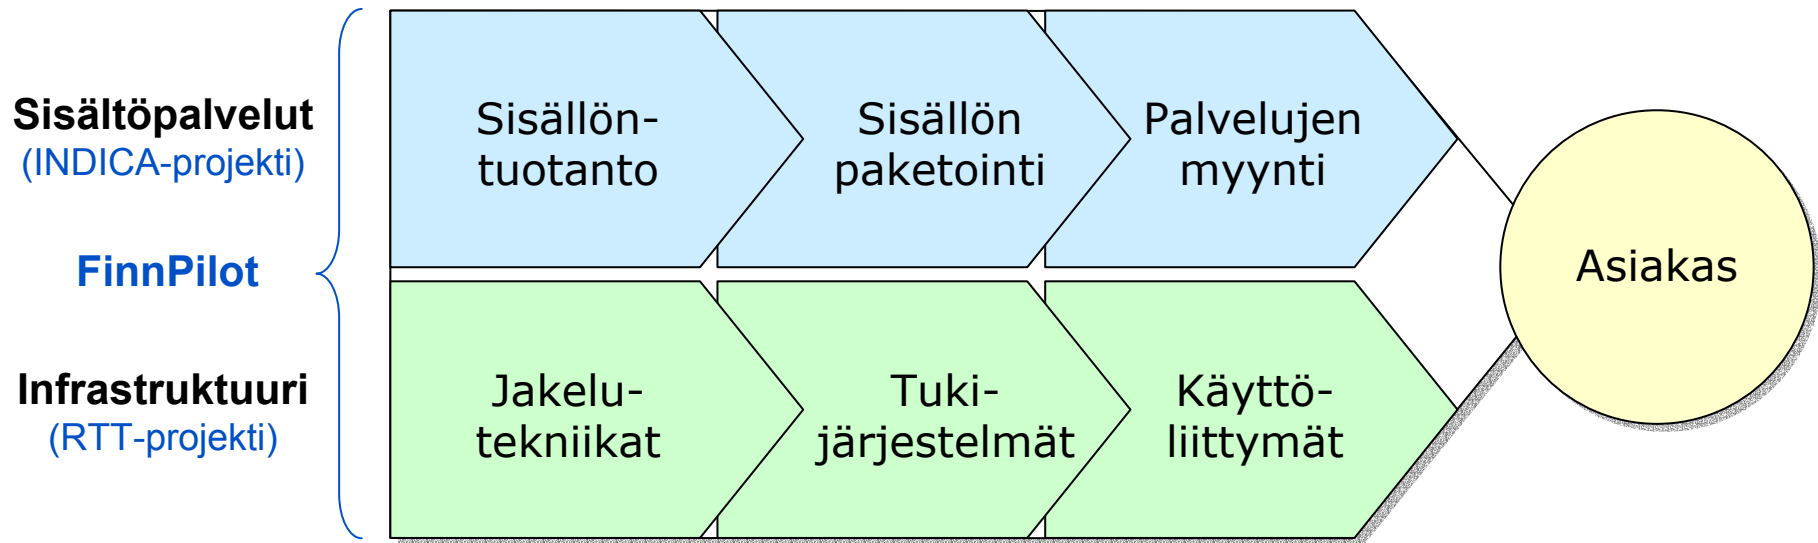 Sisältöpalvelut
(INDICA-projekti)
FinnPilot
Infrastruktuuri
(RTT-projekti)
Sisällön-
tuotanto
Sisällön
paketointi
Palvelujen
myynti
Jakelu-
tekniikat
Tuki-
järjestelmät
Käyttö-
liittymät
Asiakas